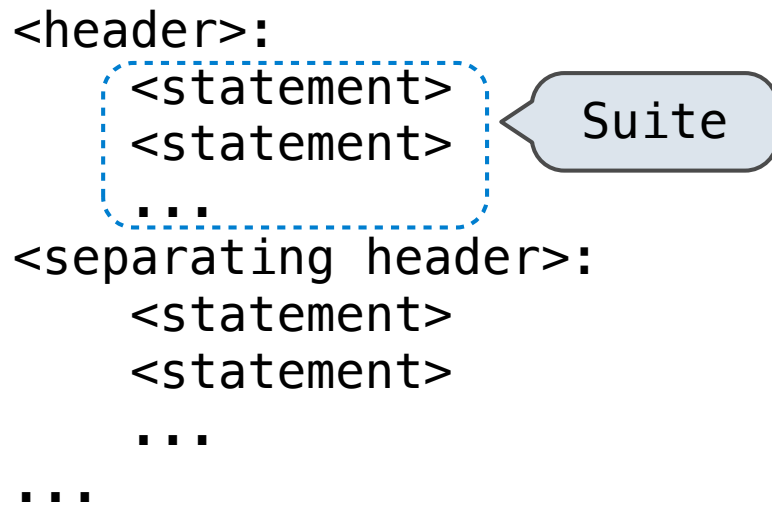 <header>:
<statement>
<statement>
...
Suite
<separating header>:
<statement>
<statement>
...
...